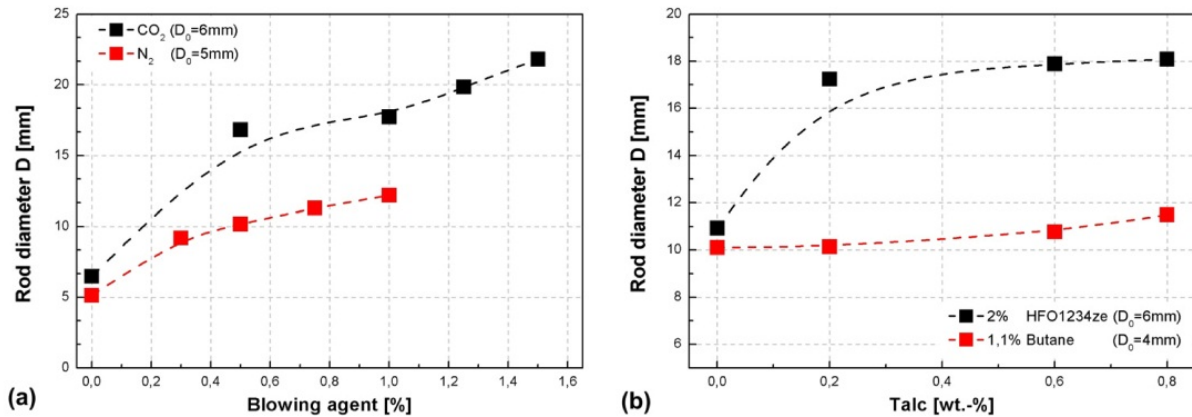 25
20
15
10
5
0
Rod diameter D [mm]
CO₂ (D₀=6mm)
N₂ (D₀=5mm)
0,0 0,2 0,4 0,6 0,8 1,0 1,2 1,4 1,6
(a) Blowing agent [%]
20
18
16
14
12
10
8
6
Rod diameter D [mm]
2% HFO1234ze (D₀=6mm)
1,1% Butane (D₀=4mm)
0,0 0,2 0,4 0,6 0,8
(b) Talc [wt.-%]